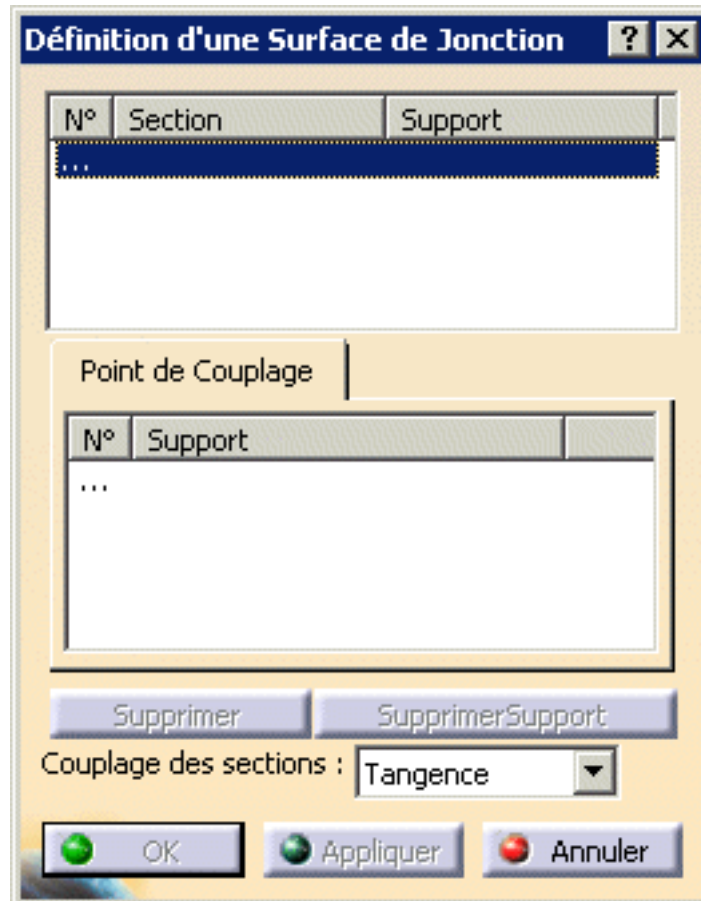 Définition d'une Surface de Jonction ? X
N° Section Support
...
Point de Couplage
N° Support
...
Supprimer SupprimerSupport
Couplage des sections : Tangence
OK Appliquer Annuler